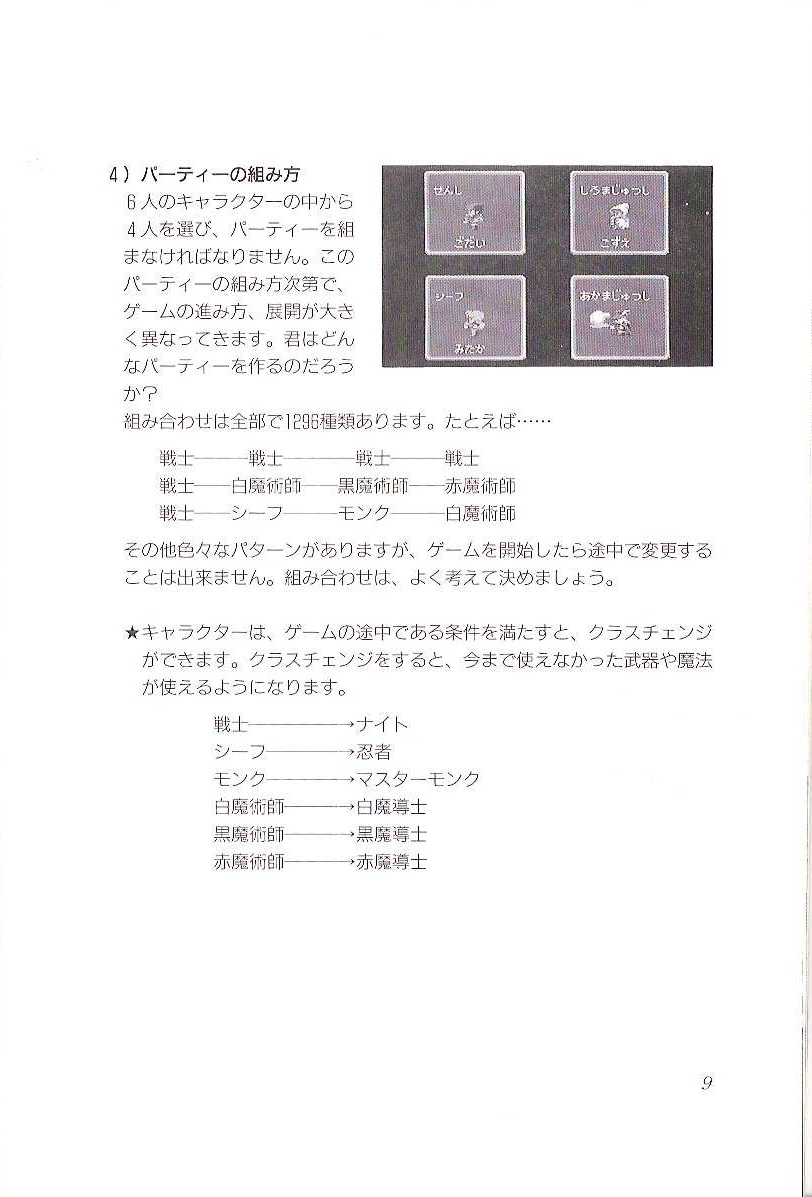 4）パーティーの組み方
6人のキャラクターの中から
4人を選び、パーティーを組
まなければなりません。この
パーティーの組み方次第で、
ゲームの進み方、展開が大き
く異なってきます。君はどん
なパーティーを作るのだろう
か？
せんし
ごだい
しろまじゅつし
こずえ
シーフ
みたか
あかまじゅつし
組み合わせは全部で1296種類あります。たとえば……
戦士―――戦士――――戦士―――戦士
戦士――白魔術師――黒魔術師――赤魔術師
戦士――シーフ―――モンク―――白魔術師
その他色々なパターンがありますが、ゲームを開始したら途中で変更する
ことは出来ません。組み合わせは、よく考えて決めましょう。
★キャラクターは、ゲームの途中である条件を満たすと、クラスチェンジ
ができます。クラスチェンジをすると、今まで使えなかった武器や魔法
が使えるようになります。
戦士―――――→ナイト
シーフ――――→忍者
モンク――――→マスターモンク
白魔術師―――→白魔導士
黒魔術師―――→黒魔導士
赤魔術師―――→赤魔導士
9